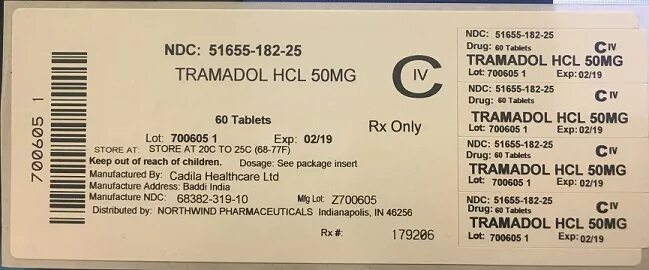 700605 1
NDC: 51655-182-25
TRAMADOL HCL 50MG
CIV
60 Tablets
Rx Only
Lot: 700605 1 Exp: 02/19
STORE AT: STORE AT 20C TO 25C (68-77F)
Keep out of reach of children. Dosage: See package insert
Manufactured By: Cadila Healthcare Ltd
Manufacture Address: Baddi India
Manufacture NDC: 68382-319-10 Mfg Lot: Z700605
Distributed by: NORTHWIND PHARMACEUTICALS Indianapolis, IN 46256
Rx #: 179206
NDC: 51655-182-25
Drug: 60 Tablets CIV
TRAMADOL HCL 50MG
Lot: 700605 1 Exp: 02/19
NDC: 51655-182-25
Drug: 60 Tablets CIV
TRAMADOL HCL 50MG
Lot: 700605 1 Exp: 02/19
NDC: 51655-182-25
Drug: 60 Tablets CIV
TRAMADOL HCL 50MG
Lot: 700605 1 Exp: 02/19
NDC: 51655-182-25
Drug: 60 Tablets CIV
TRAMADOL HCL 50MG
Lot: 700605 1 Exp: 02/19